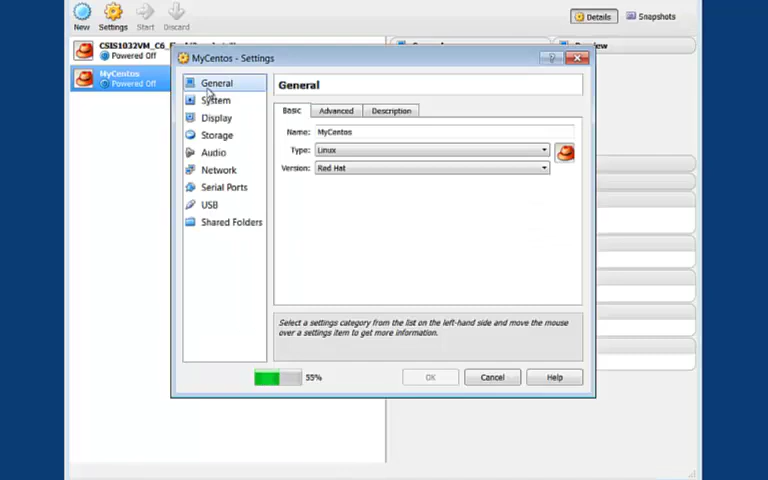 New Settings Start Discard
Details Snapshots
Powered Off
MyCentos
Powered Off
MyCentos - Settings
General
System
Display
Storage
Audio
Network
Serial Ports
USB
Shared Folders
General
Basic Advanced Description
Name: MyCentos
Type: Linux
Version: Red Hat
Select a settings category from the list on the left-hand side and move the mouse
over a settings item to get more information.
55%
OK Cancel Help